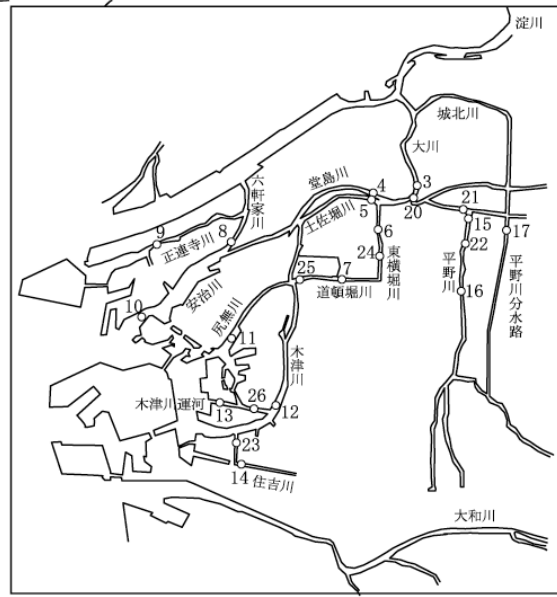 淀川
城北川
大川
六軒家川
堂島川
土佐堀川
4
3
5
20
21
15
6
22
17
9
8
正連寺川
24
東横堀川
平野川
平野川分水路
安治川
25
7
道頓堀川
16
10
尻無川
11
木津川
木津川運河
13
26
12
23
14
住吉川
大和川